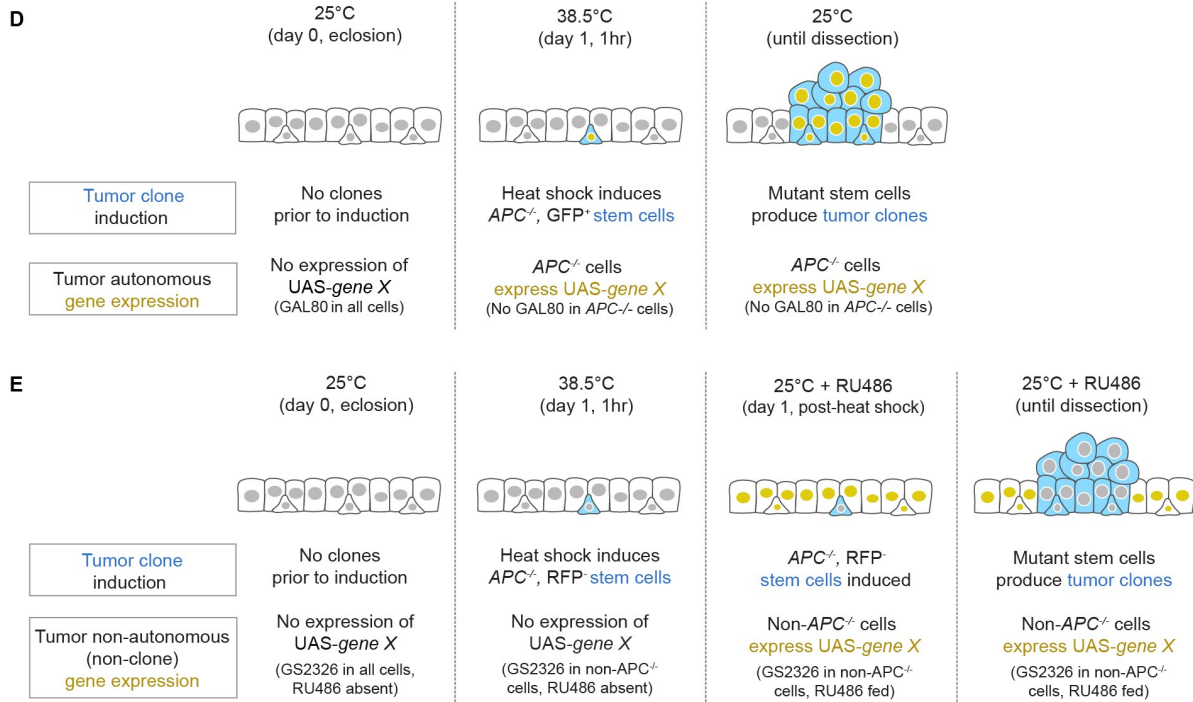 D
25°C
(day 0, eclosion)
38.5°C
(day 1, 1hr)
25°C
(until dissection)
Tumor clone
induction
No clones
prior to induction
Heat shock induces
APC-/-, GFP+ stem cells
Mutant stem cells
produce tumor clones
Tumor autonomous
gene expression
No expression of
UAS-gene X
(GAL80 in all cells)
APC-/- cells
express UAS-gene X
(No GAL80 in APC-/- cells)
APC-/- cells
express UAS-gene X
(No GAL80 in APC-/- cells)
E
25°C
(day 0, eclosion)
38.5°C
(day 1, 1hr)
25°C + RU486
(day 1, post-heat shock)
25°C + RU486
(until dissection)
Tumor clone
induction
No clones
prior to induction
Heat shock induces
APC-/-, RFP- stem cells
APC-/-, RFP-
stem cells induced
Mutant stem cells
produce tumor clones
Tumor non-autonomous
(non-clone)
gene expression
No expression of
UAS-gene X
(GS2326 in all cells,
RU486 absent)
No expression of
UAS-gene X
(GS2326 in non-APC-/-
cells, RU486 absent)
Non-APC-/- cells
express UAS-gene X
(GS2326 in non-APC-/-
cells, RU486 fed)
Non-APC-/- cells
express UAS-gene X
(GS2326 in non-APC-/-
cells, RU486 fed)